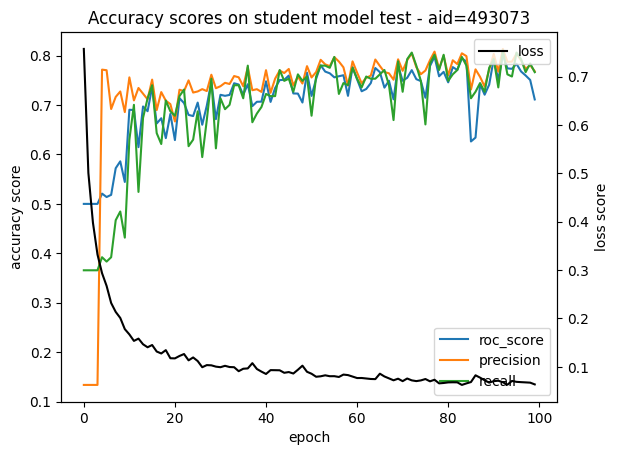 Accuracy scores on student model test - aid=493073
loss
0.8
0.7
0.6
0.5
0.4
0.3
0.2
0.1
accuracy score
0.7
0.6
0.5
0.4
0.3
0.2
0.1
loss score
roc_score
precision
recall
0
20
40
60
80
100
epoch